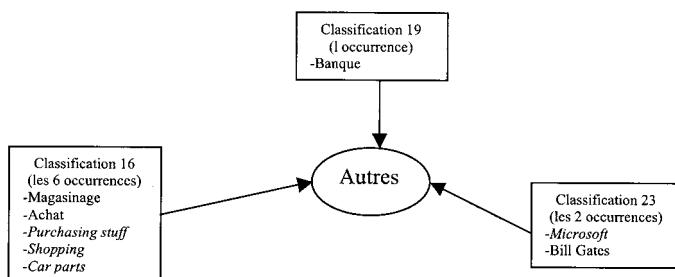 Classification 19
(l occurrence)
-Banque
Classification 16
(les 6 occurrences)
-Magasinage
-Achat
-Purchasing stuff
-Shopping
-Car parts
Autres
Classification 23
(les 2 occurrences)
-Microsoft
-Bill Gates